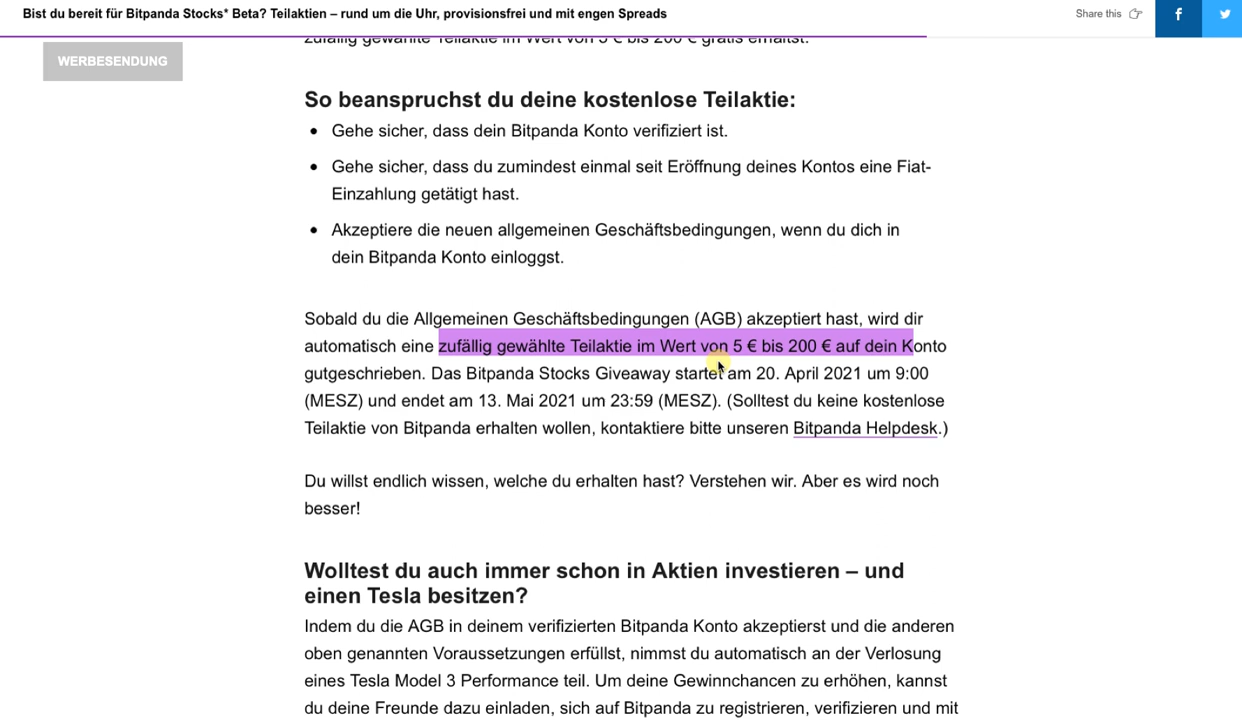 Bist du bereit für Bitpanda Stocks* Beta? Teilaktien – rund um die Uhr, provisionsfrei und mit engen Spreads
Share this
WERBESENDUNG
zufällig gewählte Teilaktie im Wert von 5 € bis 200 € gratis erhältst.
So beanspruchst du deine kostenlose Teilaktie:
• Gehe sicher, dass dein Bitpanda Konto verifiziert ist.
• Gehe sicher, dass du zumindest einmal seit Eröffnung deines Kontos eine Fiat-
Einzahlung getätigt hast.
• Akzeptiere die neuen allgemeinen Geschäftsbedingungen, wenn du dich in
dein Bitpanda Konto einloggst.
Sobald du die Allgemeinen Geschäftsbedingungen (AGB) akzeptiert hast, wird dir
automatisch eine zufällig gewählte Teilaktie im Wert von 5 € bis 200 € auf dein Konto
gutgeschrieben. Das Bitpanda Stocks Giveaway startet am 20. April 2021 um 9:00
(MESZ) und endet am 13. Mai 2021 um 23:59 (MESZ). (Solltest du keine kostenlose
Teilaktie von Bitpanda erhalten wollen, kontaktiere bitte unseren Bitpanda Helpdesk.)
Du willst endlich wissen, welche du erhalten hast? Verstehen wir. Aber es wird noch
besser!
Wolltest du auch immer schon in Aktien investieren – und
einen Tesla besitzen?
Indem du die AGB in deinem verifizierten Bitpanda Konto akzeptierst und die anderen
oben genannten Voraussetzungen erfüllst, nimmst du automatisch an der Verlosung
eines Tesla Model 3 Performance teil. Um deine Gewinnchancen zu erhöhen, kannst
du deine Freunde dazu einladen, sich auf Bitpanda zu registrieren, verifizieren und mit